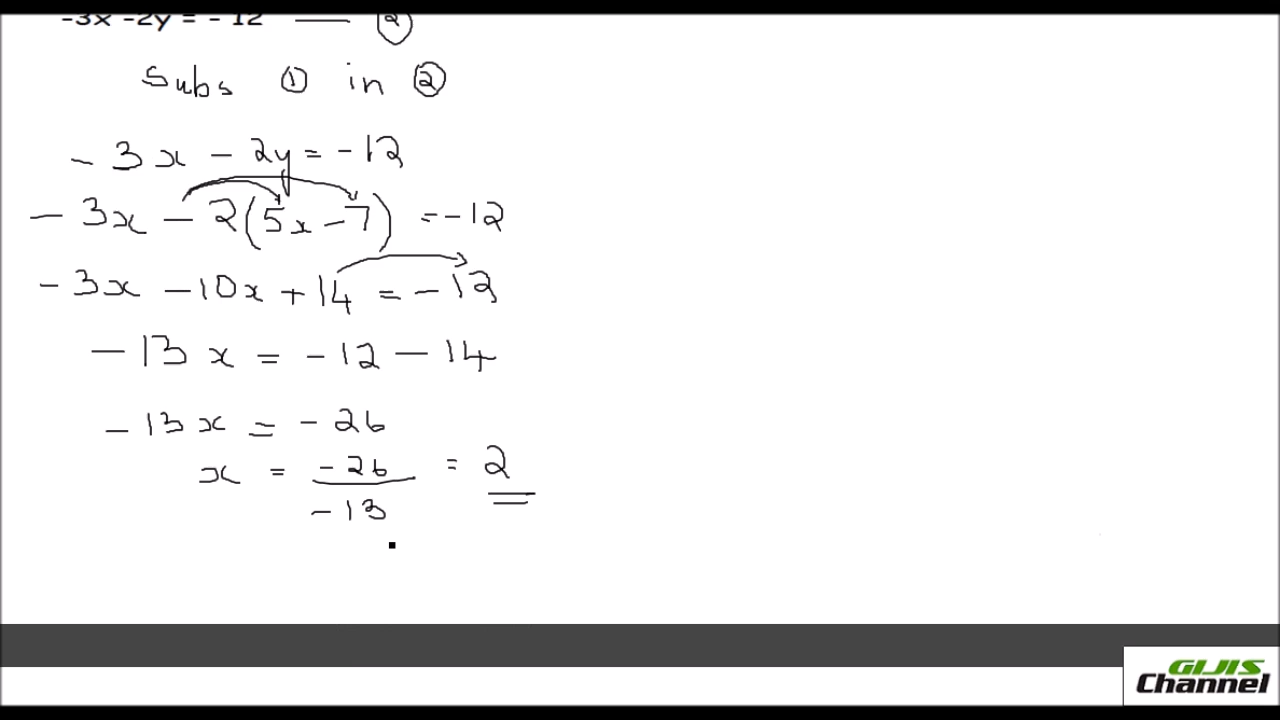 -3x -2y = - 12 —— ②
Subs ① in ②
- 3x - 2y = -12
- 3x - 2(5x - 7) = -12
- 3x - 10x + 14 = - 12
- 13x = - 12 - 14
- 13x = - 26
x = -26/-13 = 2
GIJIS
Channel